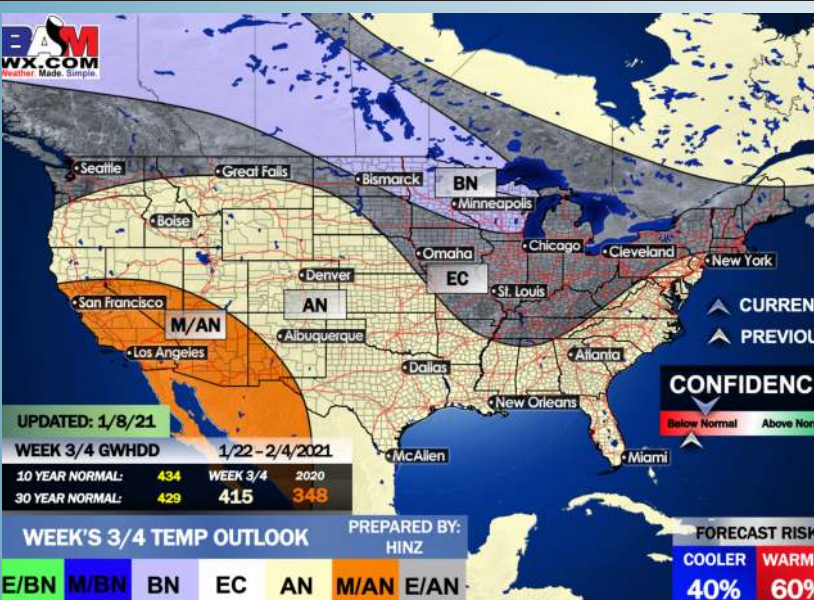 BAM
WX.COM
Weather. Made. Simple.
Seattle
Great Falls
Bismarck
BN
Minneapolis
Boise
Omaha
Chicago
Cleveland
New York
EC
St. Louis
Denver
San Francisco
AN
M/AN
Albuquerque
Los Angeles
Dallas
Atlanta
New Orleans
McAllen
Miami
CURREN
PREVIOU
CONFIDENC
Below Normal Above Nor
UPDATED: 1/8/21
WEEK 3/4 GWHDD 1/22 – 2/4/2021
10 YEAR NORMAL: 434 WEEK 3/4 2020
30 YEAR NORMAL: 429 415 348
WEEK'S 3/4 TEMP OUTLOOK
PREPARED BY:
HINZ
E/BN M/BN BN EC AN M/AN E/AN
FORECAST RISK
COOLER WARM
40% 60%